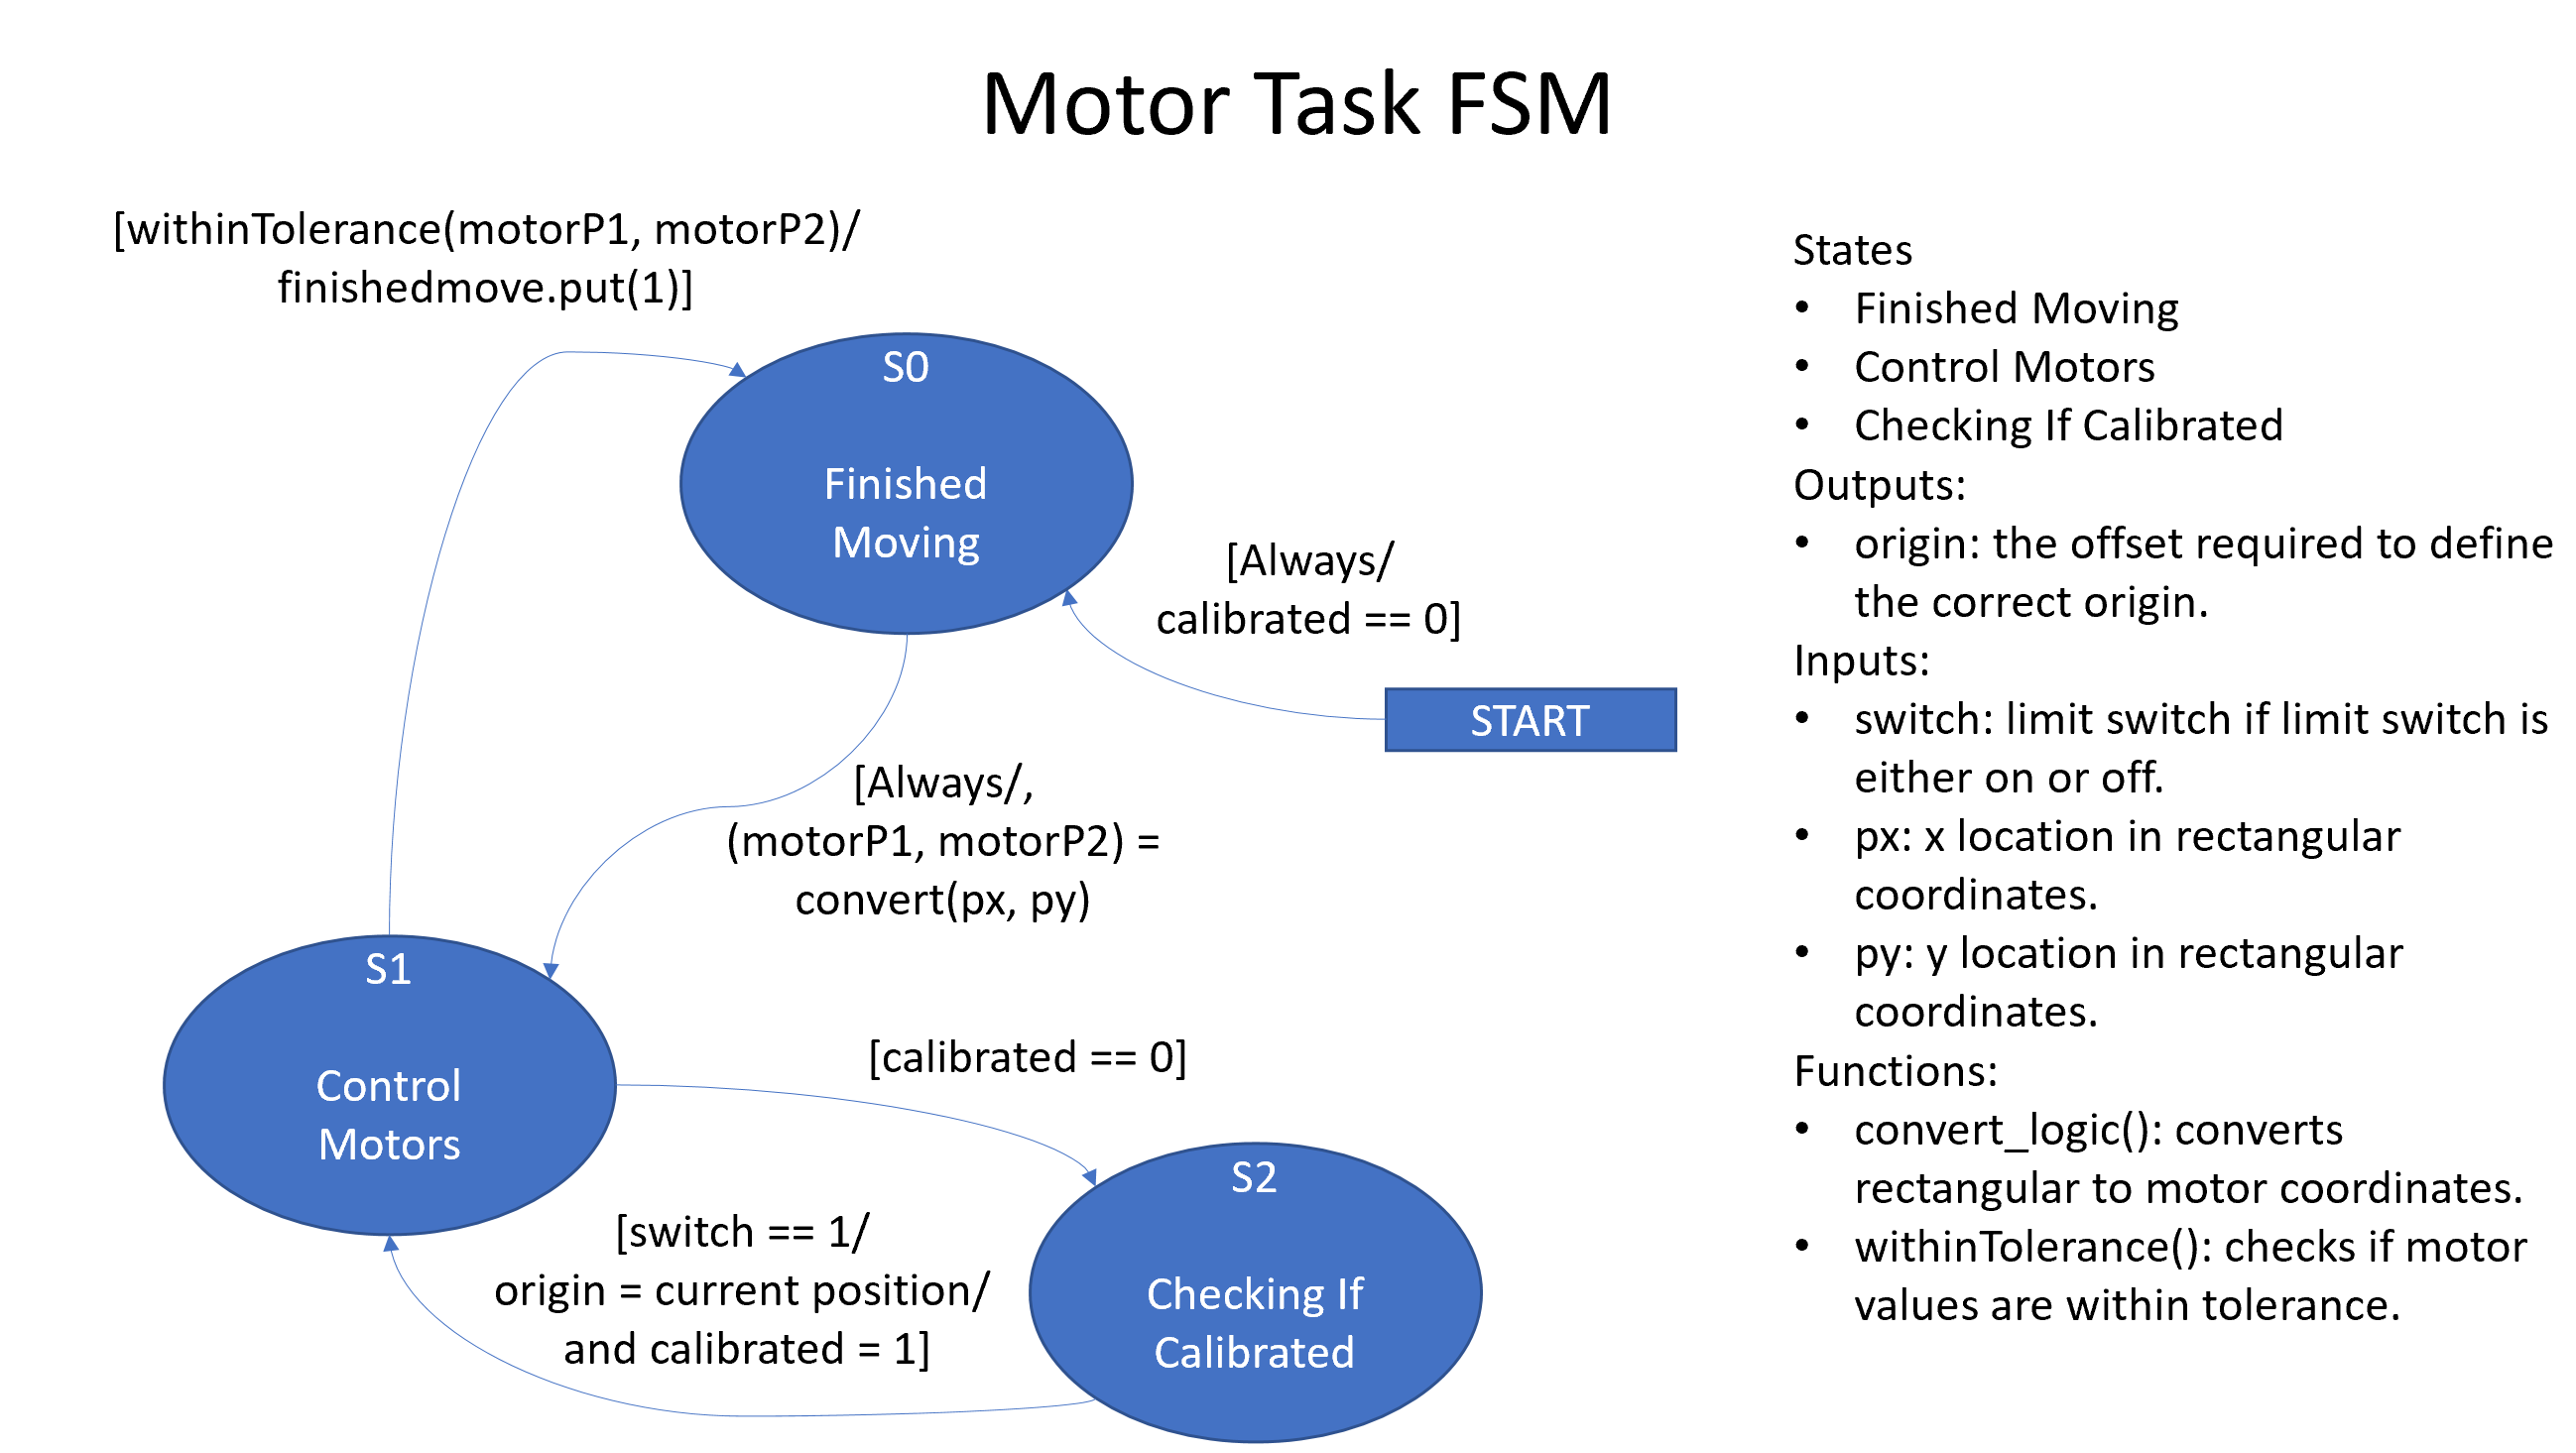 Motor Task FSM
[withinTolerance(motorP1, motorP2)/
finishedmove.put(1)]
S0
Finished
Moving
[Always/
calibrated == 0]
START
[Always/,
(motorP1, motorP2) =
convert(px, py)
S1
Control
Motors
[calibrated == 0]
[switch == 1/
origin = current position/
and calibrated = 1]
S2
Checking If
Calibrated
States
• Finished Moving
• Control Motors
• Checking If Calibrated
Outputs:
• origin: the offset required to define
the correct origin.
Inputs:
• switch: limit switch if limit switch is
either on or off.
• px: x location in rectangular
coordinates.
• py: y location in rectangular
coordinates.
Functions:
• convert_logic(): converts
rectangular to motor coordinates.
• withinTolerance(): checks if motor
values are within tolerance.